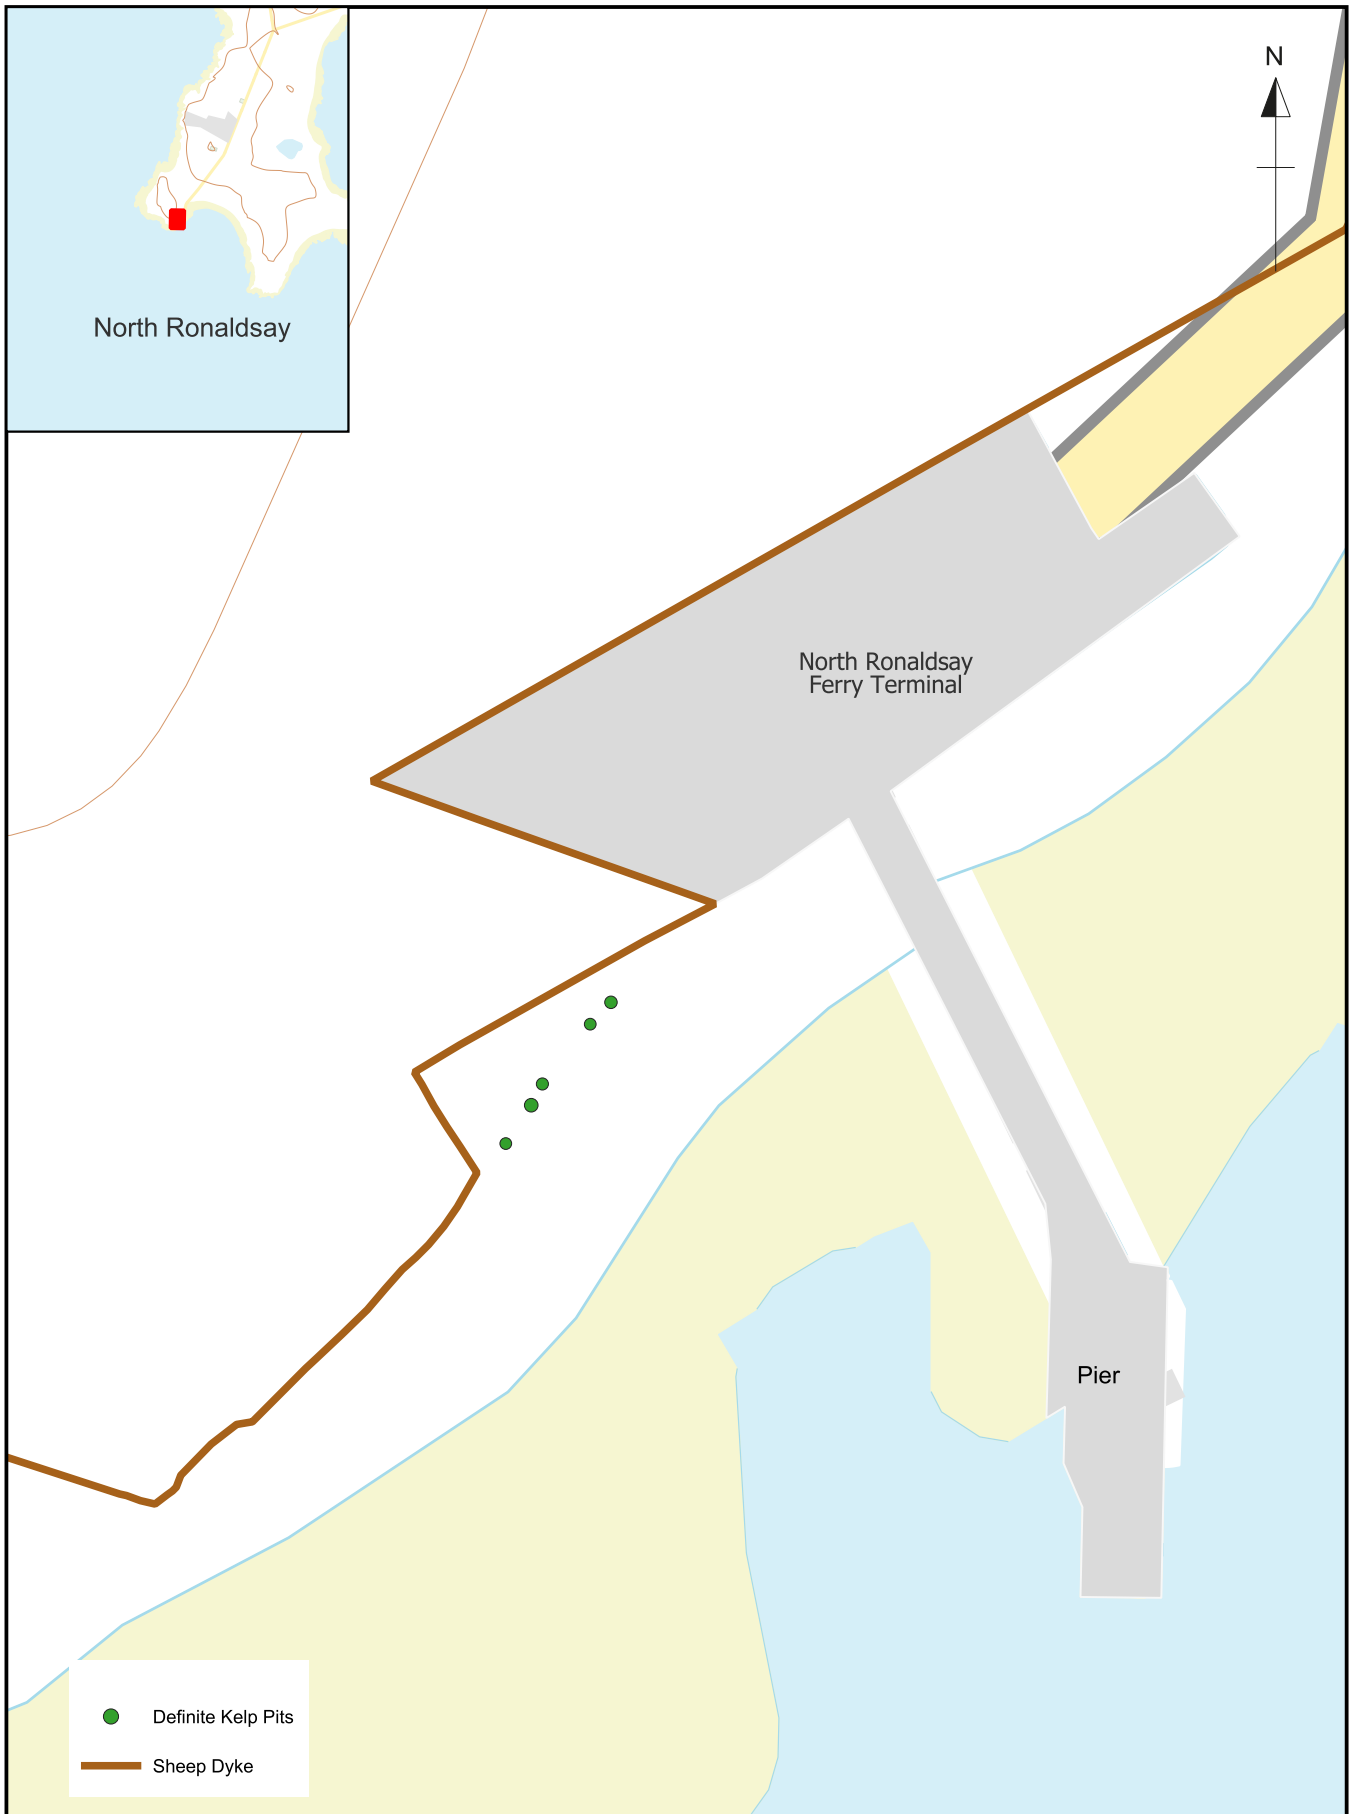 N
North Ronaldsay
North Ronaldsay
Ferry Terminal
Pier
Definite Kelp Pits
Sheep Dyke